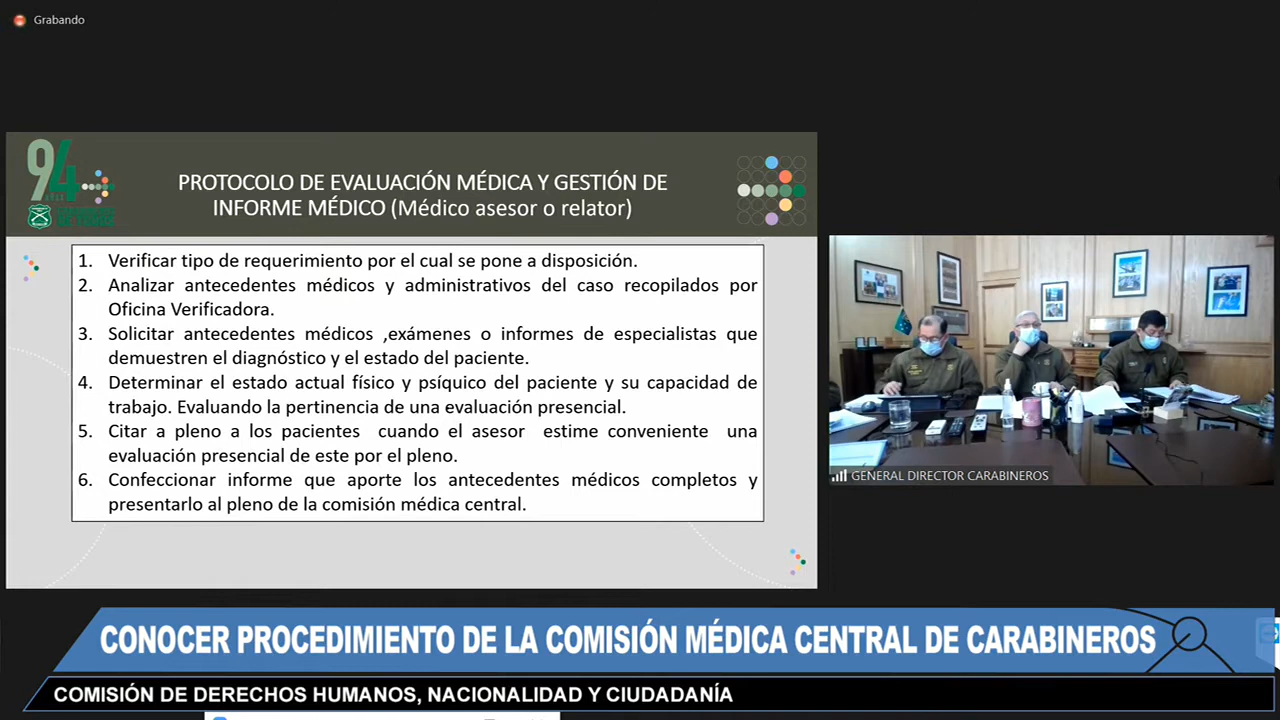 Grabando
94
PROTOCOLO DE EVALUACIÓN MÉDICA Y GESTIÓN DE
INFORME MÉDICO (Médico asesor o relator)
1. Verificar tipo de requerimiento por el cual se pone a disposición.
2. Analizar antecedentes médicos y administrativos del caso recopilados por
Oficina Verificadora.
3. Solicitar antecedentes médicos ,exámenes o informes de especialistas que
demuestren el diagnóstico y el estado del paciente.
4. Determinar el estado actual físico y psíquico del paciente y su capacidad de
trabajo. Evaluando la pertinencia de una evaluación presencial.
5. Citar a pleno a los pacientes cuando el asesor estime conveniente una
evaluación presencial de este por el pleno.
6. Confeccionar informe que aporte los antecedentes médicos completos y
presentarlo al pleno de la comisión médica central.
GENERAL DIRECTOR CARABINEROS
CONOCER PROCEDIMIENTO DE LA COMISIÓN MÉDICA CENTRAL DE CARABINEROS
COMISIÓN DE DERECHOS HUMANOS, NACIONALIDAD Y CIUDADANÍA